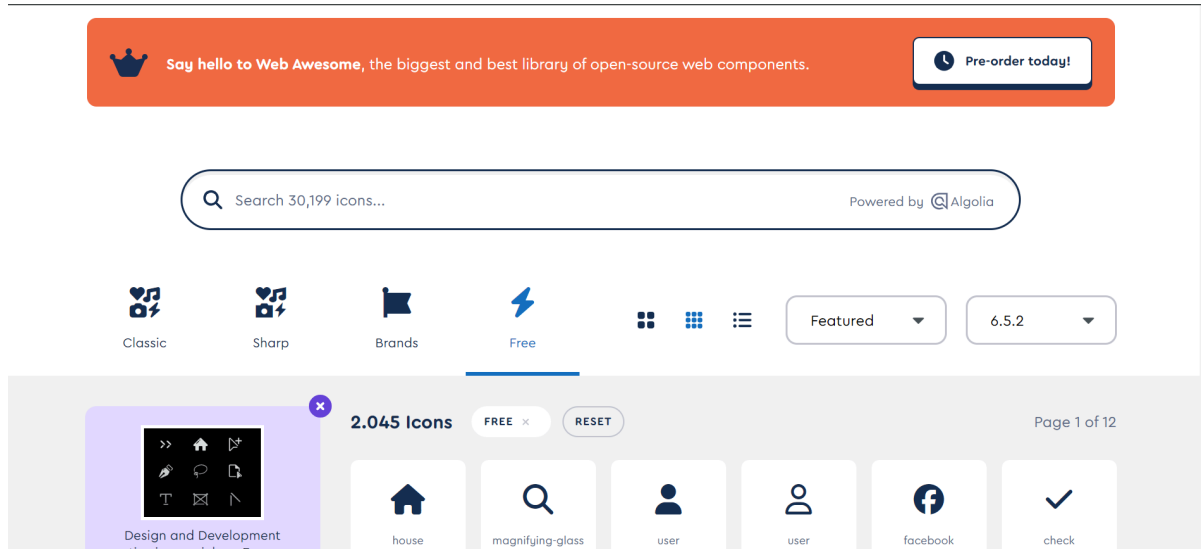 Say hello to Web Awesome, the biggest and best library of open-source web components.
Pre-order today!
Search 30,199 icons...
Powered by Algolia
Classic
Sharp
Brands
Free
Featured
6.5.2
2.045 Icons
FREE ×
RESET
Page 1 of 12
Design and Development
house
magnifying-glass
user
user
facebook
check